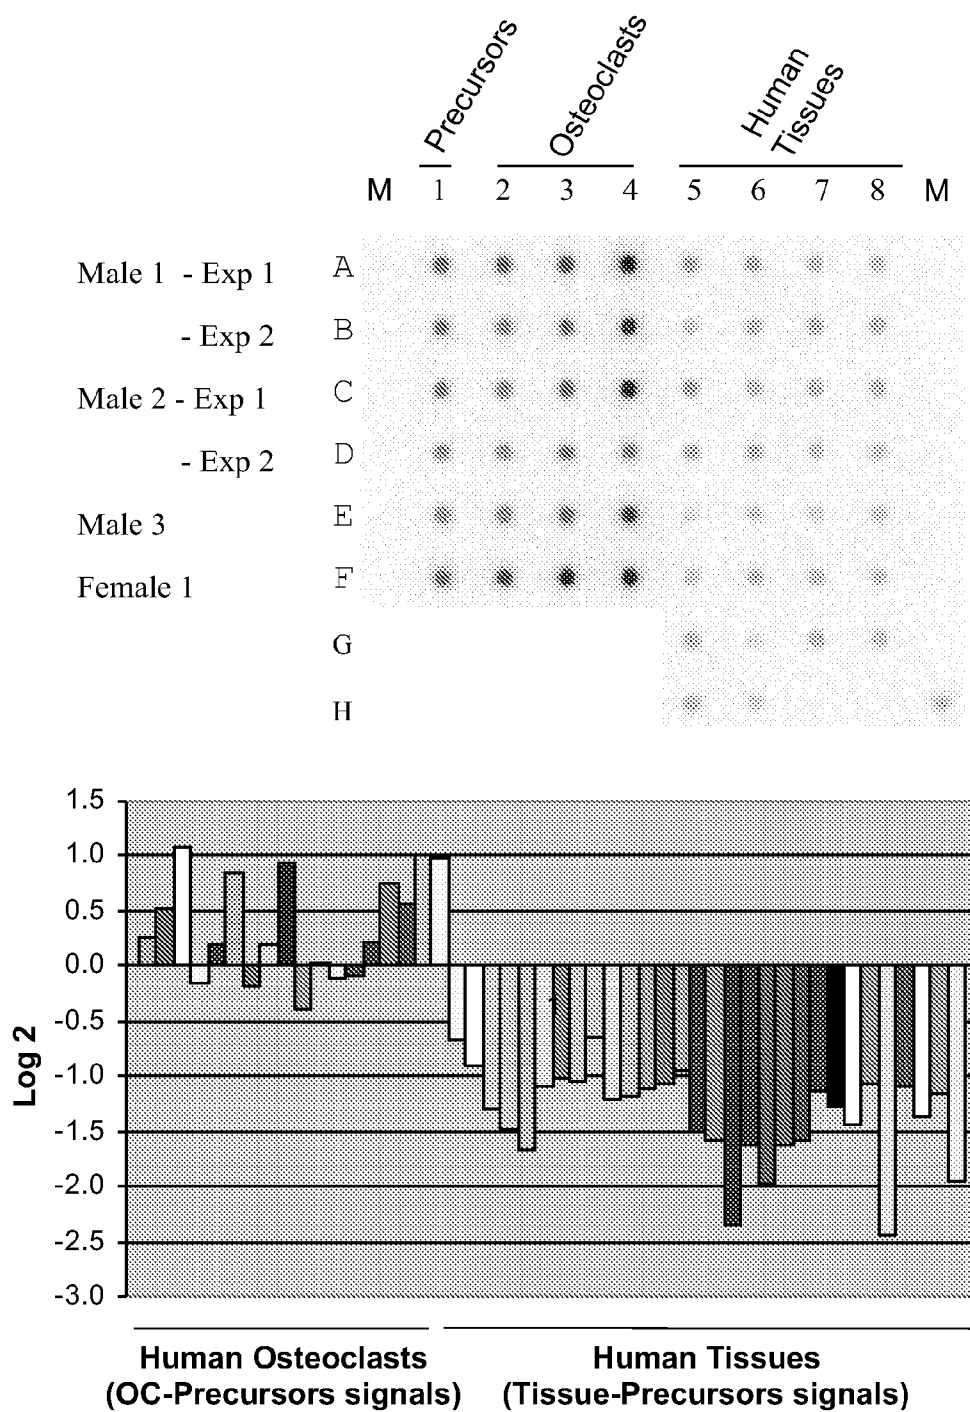 Precursors
Osteoclasts
Human
Tissues
M 1 2 3 4 5 6 7 8 M
Male 1 - Exp 1 A
- Exp 2 B
Male 2 - Exp 1 C
- Exp 2 D
Male 3 E
Female 1 F
G
H
1.5
1.0
0.5
0.0
-0.5
-1.0
-1.5
-2.0
-2.5
-3.0
Log 2
Human Osteoclasts
(OC-Precursors signals)
Human Tissues
(Tissue-Precursors signals)